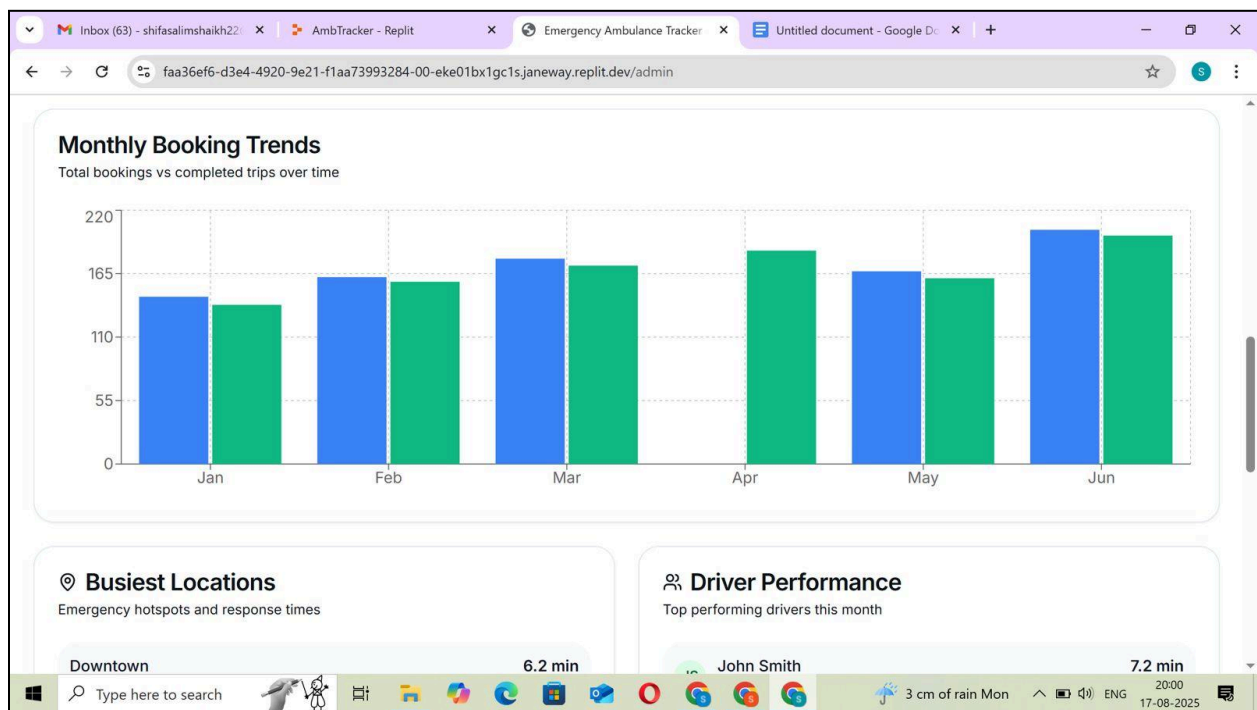 Inbox (63) - shifasalimshaikh22
AmbTracker - Replit
Emergency Ambulance Tracker
Untitled document - Google Do
faa36ef6-d3e4-4920-9e21-f1aa73993284-00-eke01bx1gc1s.janeway.replit.dev/admin
S
Monthly Booking Trends
Total bookings vs completed trips over time
220
165
110
55
0
Jan Feb Mar Apr May Jun
Busiest Locations
Emergency hotspots and response times
Downtown 6.2 min
Driver Performance
Top performing drivers this month
John Smith 7.2 min
Type here to search
3 cm of rain Mon
ENG
20:00
17-08-2025